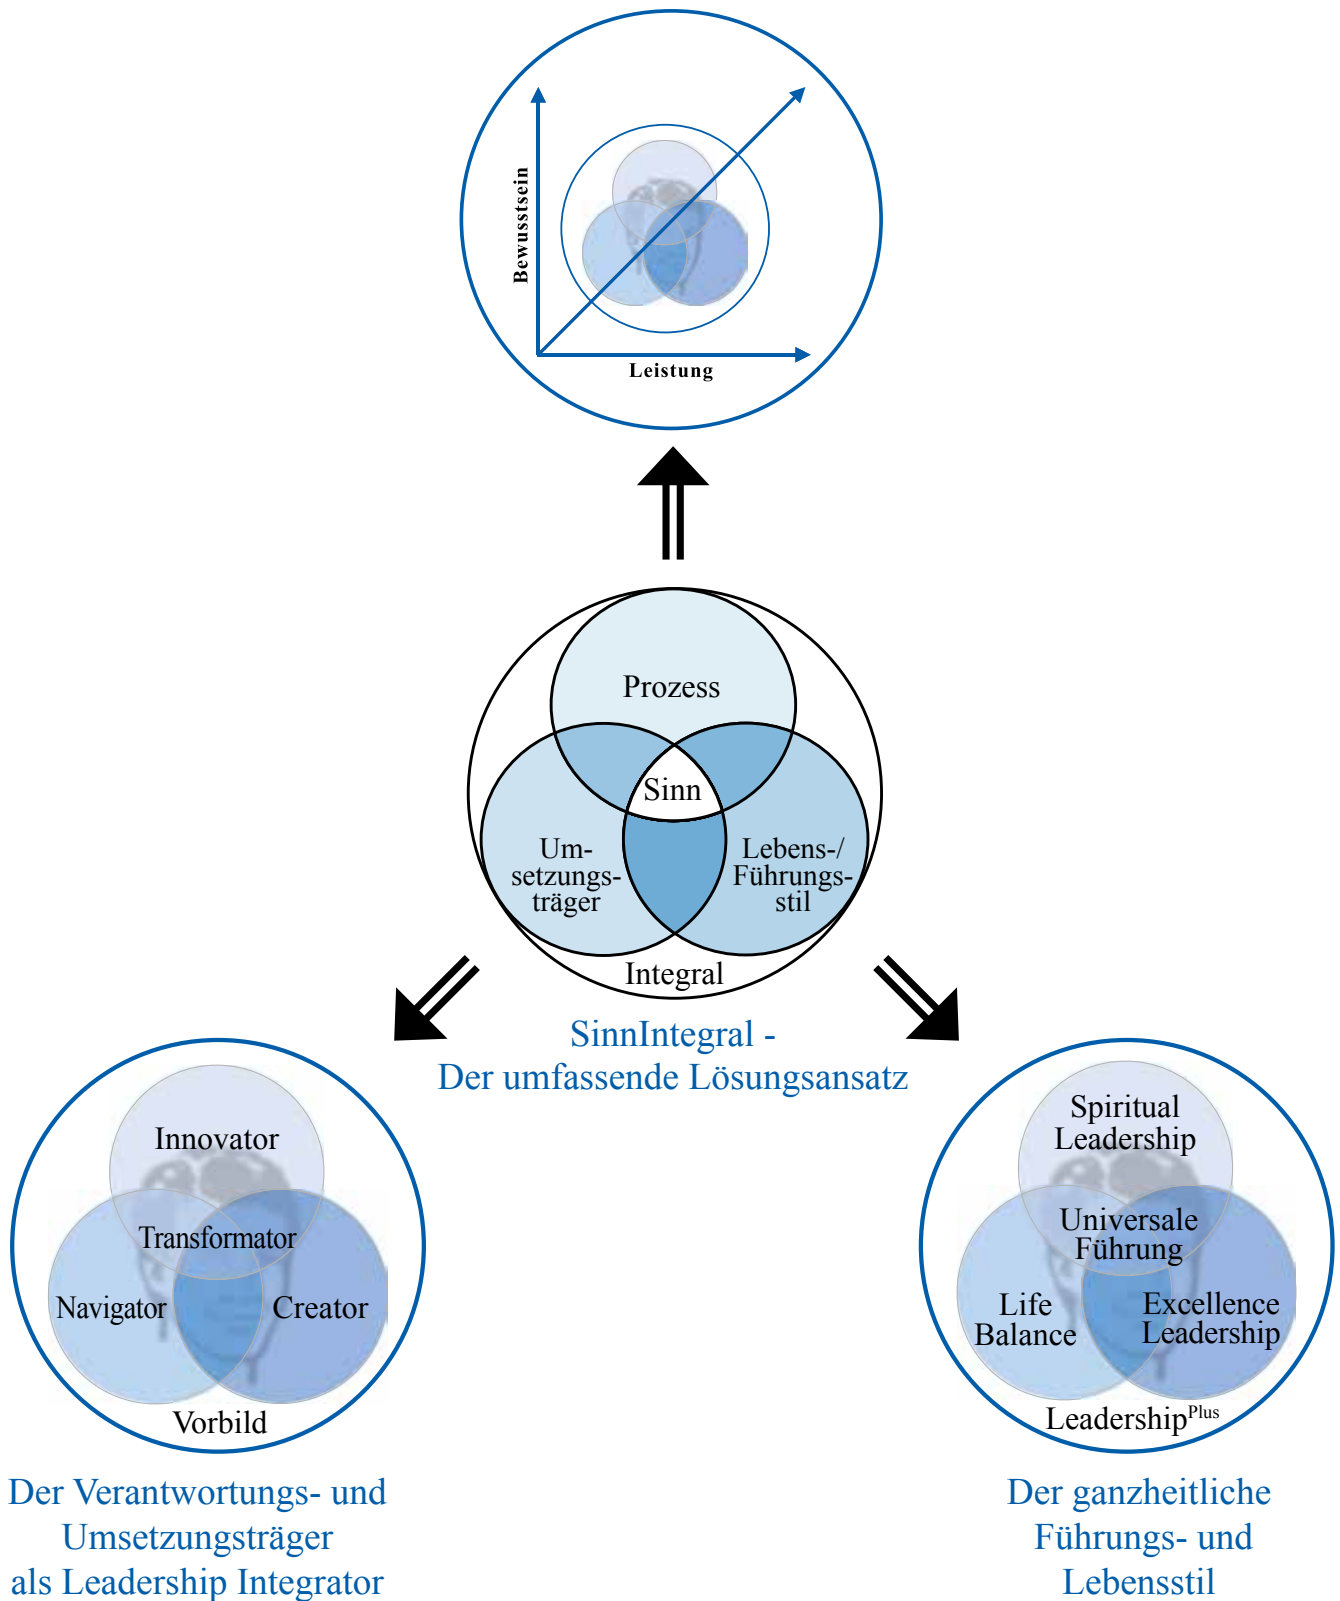 Bewusstsein
Leistung
Prozess
Sinn
Um-
setzungs-
träger
Lebens-/
Führungs-
stil
Integral
SinnIntegral -
Der umfassende Lösungsansatz
Innovator
Transformator
Navigator
Creator
Vorbild
Der Verantwortungs- und
Umsetzungsträger
als Leadership Integrator
Spiritual
Leadership
Universale
Führung
Life
Balance
Excellence
Leadership
LeadershipPlus
Der ganzheitliche
Führungs- und
Lebensstil